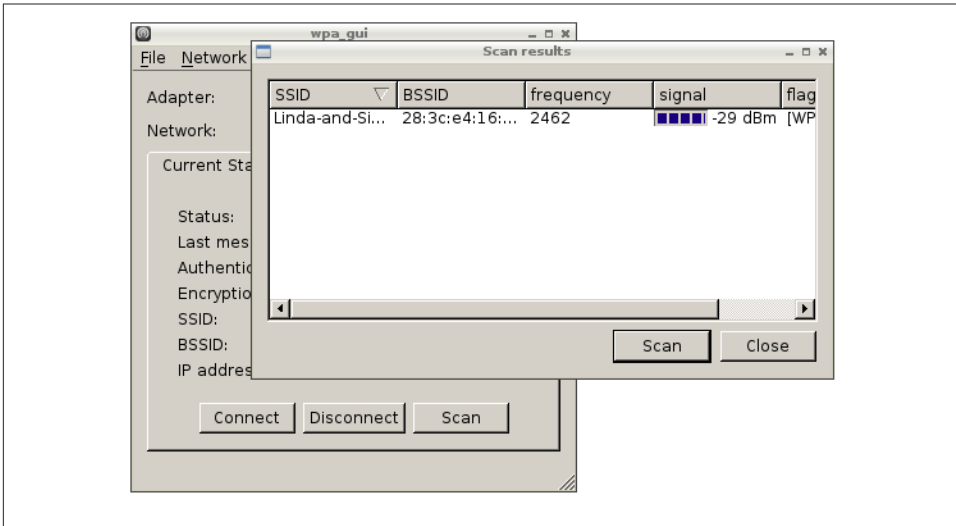 wpa_gui
File Network
Scan results
Adapter:
Network:
SSID BSSID frequency signal flag
Linda-and-Si... 28:3c:e4:16:... 2462 -29 dBm [WP
Current Sta
Status:
Last mes
Authentic
Encryptio
SSID:
BSSID:
IP addres
Scan Close
Connect Disconnect Scan